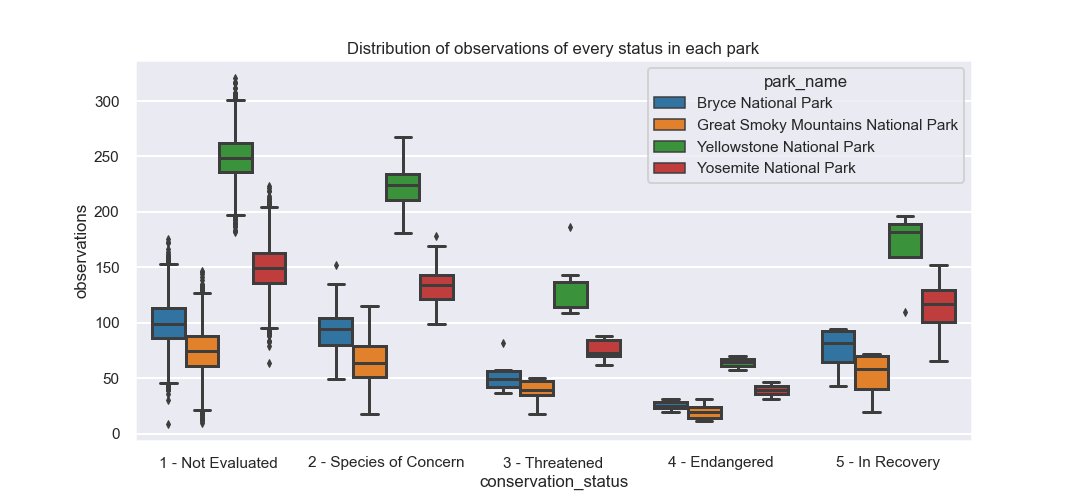 Distribution of observations of every status in each park
park_name
Bryce National Park
Great Smoky Mountains National Park
Yellowstone National Park
Yosemite National Park
observations
300
250
200
150
100
50
0
1 - Not Evaluated
2 - Species of Concern
3 - Threatened
4 - Endangered
5 - In Recovery
conservation_status